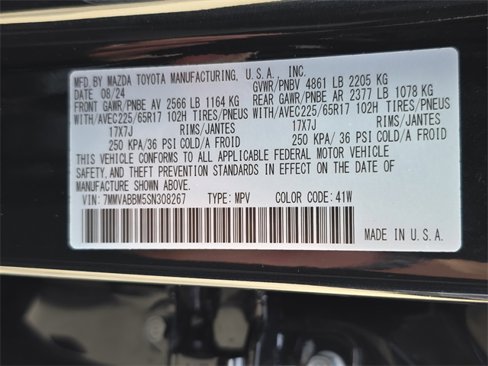 MFD BY MAZDA TOYOTA MANUFACTURING, U.S.A., INC.
DATE 08/24 GVWR/PNBV 4861 LB 2205 KG
FRONT GAWR/PNBE AV 2566 LB 1164 KG REAR GAWR/PNBE AR 2377 LB 1078 KG
WITH/AVEC225/65R17 102H TIRES/PNEUS WITH/AVEC225/65R17 102H TIRES/PNEUS
17X7J RIMS/JANTES 17X7J RIMS/JANTES
250 KPA/36 PSI COLD/A FROID 250 KPA/ 36 PSI COLD/A FROID
THIS VEHICLE CONFORMS TO ALL APPLICABLE FEDERAL MOTOR VEHICLE
SAFETY, AND THEFT PREVENTION STANDARDS IN EFFECT ON THE DATE OF
MANUFACTURE SHOWN ABOVE.
VIN: 7MMVABBM5SN308267 TYPE: MPV COLOR CODE: 41W
MADE IN U.S.A.